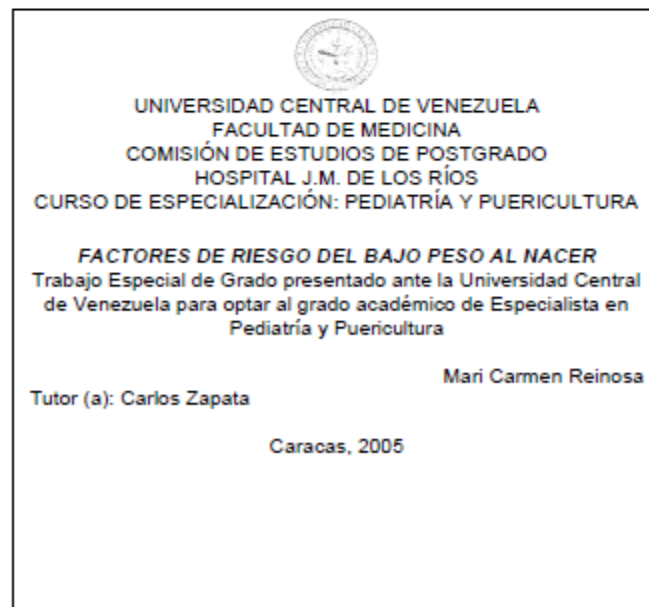 UNIVERSIDAD CENTRAL DE VENEZUELA
FACULTAD DE MEDICINA
COMISIÓN DE ESTUDIOS DE POSTGRADO
HOSPITAL J.M. DE LOS RÍOS
CURSO DE ESPECIALIZACIÓN: PEDIATRÍA Y PUERICULTURA
FACTORES DE RIESGO DEL BAJO PESO AL NACER
Trabajo Especial de Grado presentado ante la Universidad Central
de Venezuela para optar al grado académico de Especialista en
Pediatría y Puericultura
Mari Carmen Reinosa
Tutor (a): Carlos Zapata
Caracas, 2005